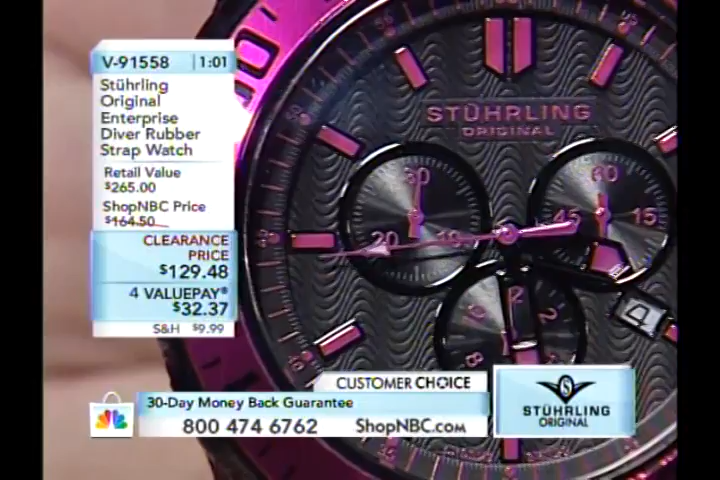 V-91558 1:01
Stührling
Original
Enterprise
Diver Rubber
Strap Watch
Retail Value
$265.00
ShopNBC Price
$164.50
CLEARANCE
PRICE
$129.48
4 VALUEPAY®
$32.37
S&H $9.99
STÜHRLING
ORIGINAL
30
20
10
60
45
15
CUSTOMER CHOICE
30-Day Money Back Guarantee
800 474 6762 ShopNBC.com
S
STÜHRLING
ORIGINAL